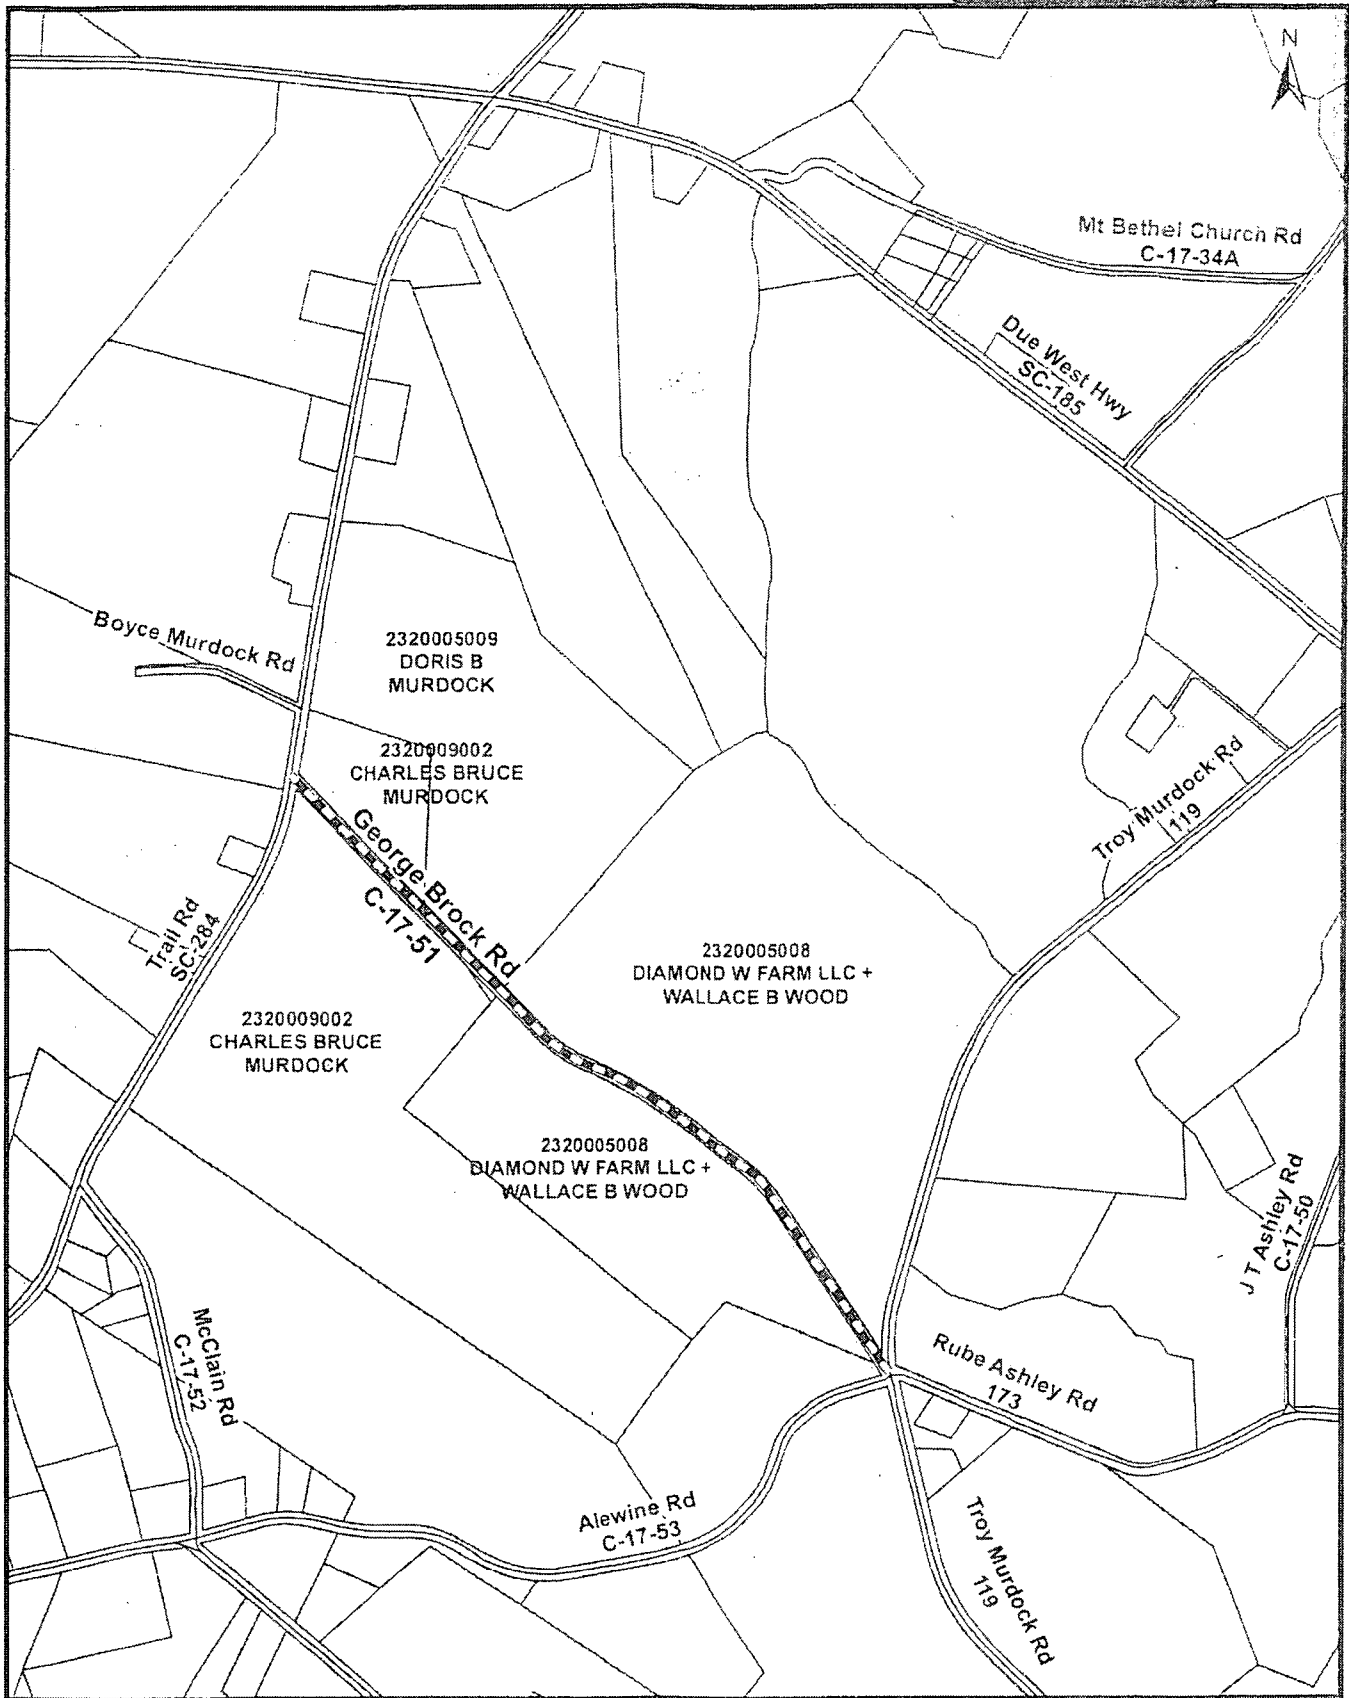 N
Mt Bethel Church Rd
C-17-34A
Due West Hwy
SC-185
Boyce Murdock Rd
2320005009
DORIS B
MURDOCK
2320009002
CHARLES BRUCE
MURDOCK
George Brock Rd
C-17-51
Troy Murdock Rd
119
Trail Rd
SC-284
2320005008
DIAMOND W FARM LLC +
WALLACE B WOOD
2320009002
CHARLES BRUCE
MURDOCK
2320005008
DIAMOND W FARM LLC +
WALLACE B WOOD
J T Ashley Rd
C-17-50
McClain Rd
C-17-52
Rube Ashley Rd
173
Alewine Rd
C-17-53
Troy Murdock Rd
119